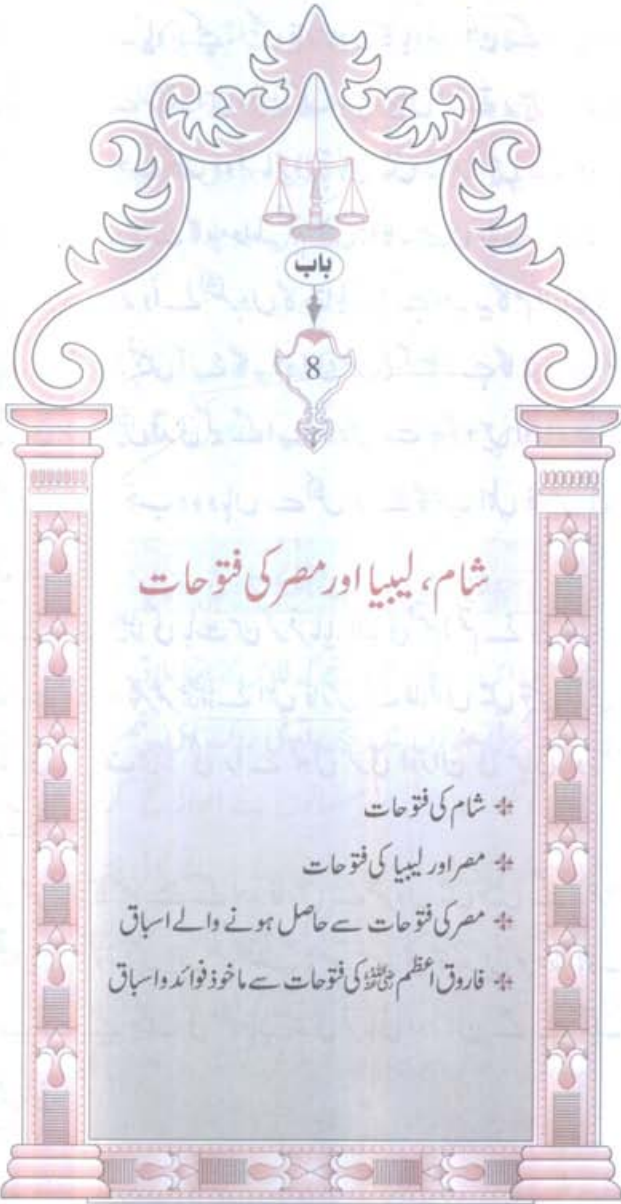 باب
8
شام، لیبیا اور مصر کی فتوحات
شام کی فتوحات
مصر اور لیبیا کی فتوحات
مصر کی فتوحات سے حاصل ہونے والے اسباق
فاروق اعظم رضی اللہ عنہ کی فتوحات سے ماخوذ فوائد و اسباق